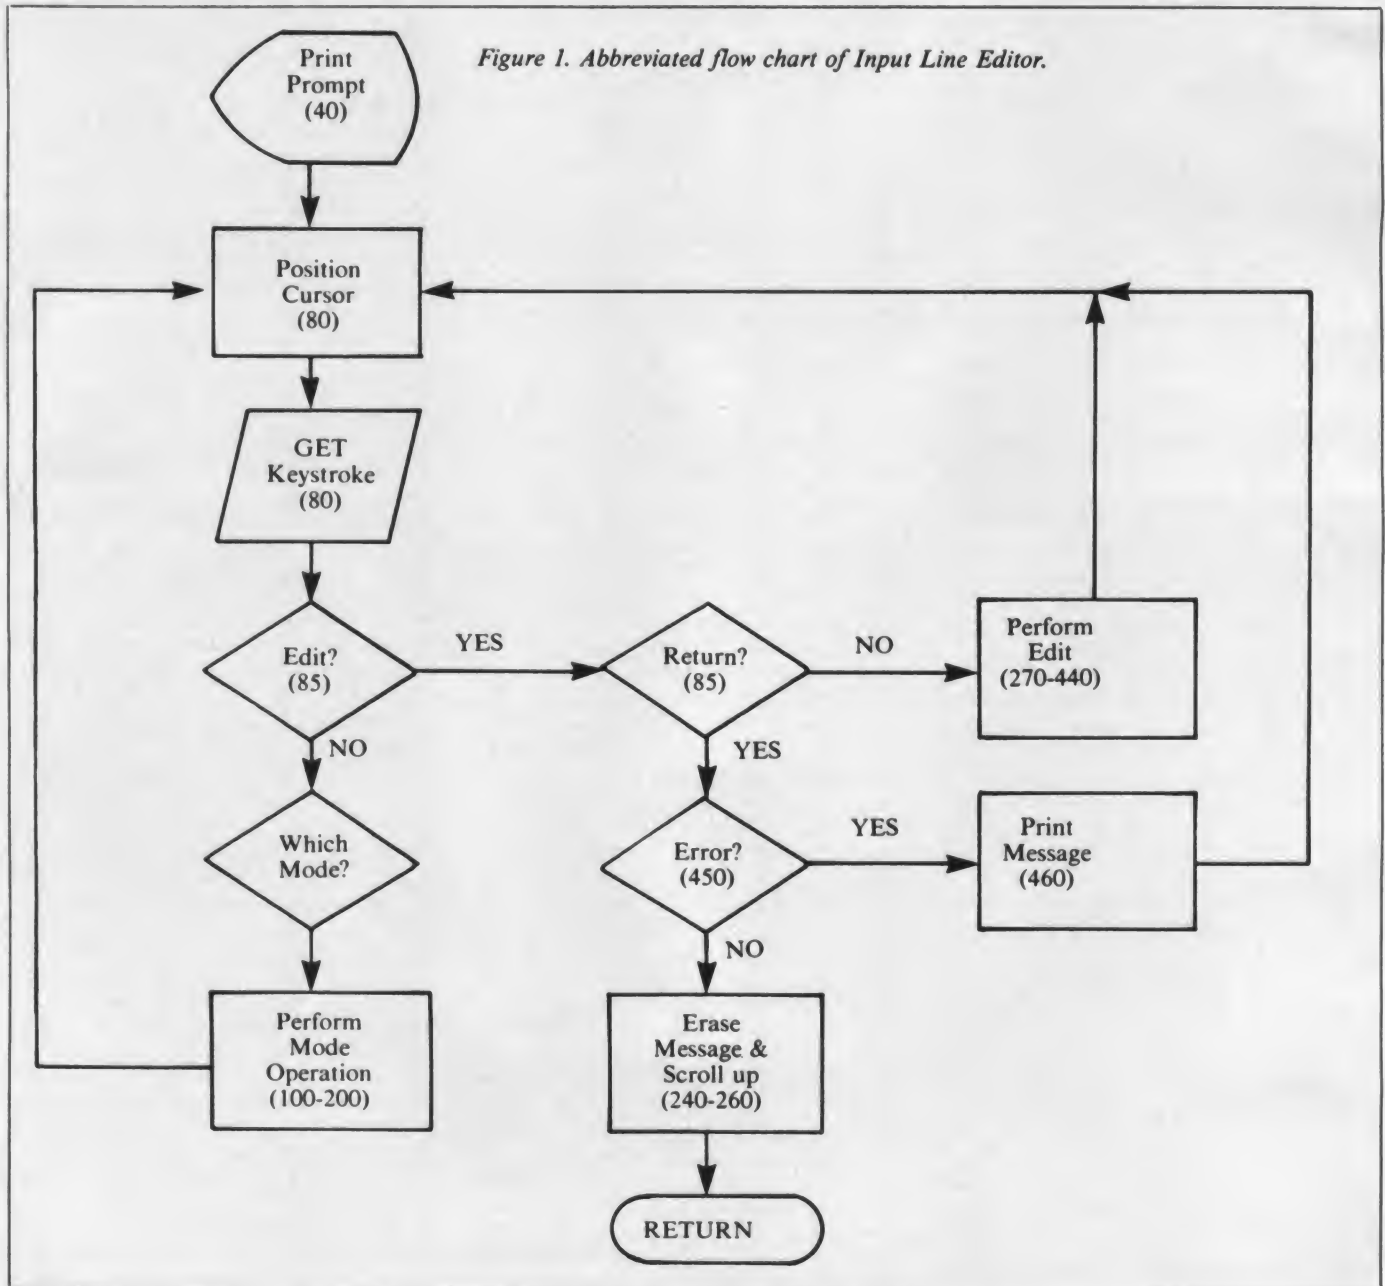 Figure 1. Abbreviated flow chart of Input Line Editor.
Print
Prompt
(40)
Position
Cursor
(80)
GET
Keystroke
(80)
Edit?
(85)
YES
Return?
(85)
NO
Perform
Edit
(270-440)
NO
YES
Which
Mode?
Error?
(450)
YES
Print
Message
(460)
NO
Perform
Mode
Operation
(100-200)
Erase
Message &
Scroll up
(240-260)
RETURN